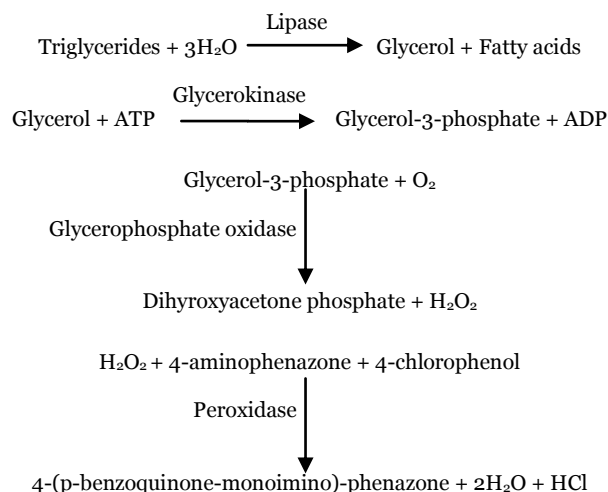 Lipase
Triglycerides + 3H₂O Glycerol + Fatty acids
Glycerokinase
Glycerol + ATP Glycerol-3-phosphate + ADP
Glycerol-3-phosphate + O₂
Glycerophosphate oxidase
Dihyroxyacetone phosphate + H₂O₂
H₂O₂ + 4-aminophenazone + 4-chlorophenol
Peroxidase
4-(p-benzoquinone-monoimino)-phenazone + 2H₂O + HCl